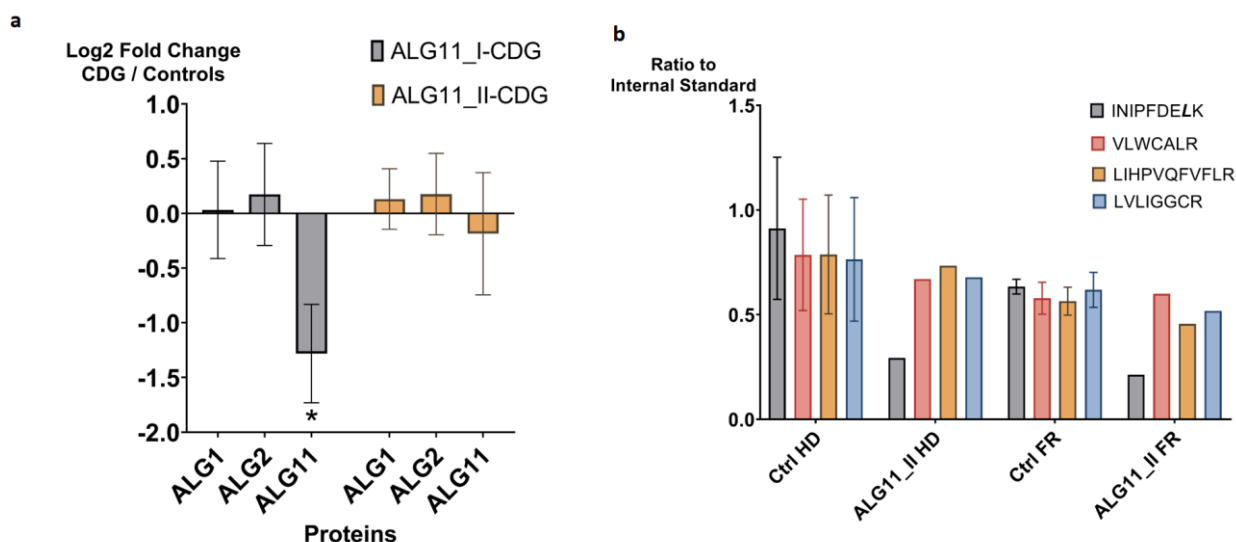 a
Log2 Fold Change
CDG / Controls
ALG11_I-CDG
ALG11_II-CDG
1.0
0.5
0.0
-0.5
-1.0
-1.5
-2.0
*
ALG1
ALG2
ALG11
ALG1
ALG2
ALG11
Proteins
b
Ratio to
Internal Standard
INIPFDELK
VLWCALR
LIHPVQFVFLR
LVLIGGCR
1.5
1.0
0.5
0.0
Ctrl HD
ALG11_II HD
Ctrl FR
ALG11_II FR